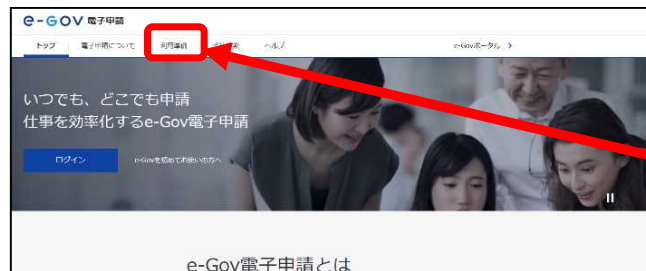 e-GOV 電子申請
トップ 電子申請について 利用準備 ヘルプ e-Govポータル
いつでも、どこでも申請
仕事を効率化するe-Gov電子申請
ログイン e-Govを初めてお使いの方へ
e-Gov電子申請とは